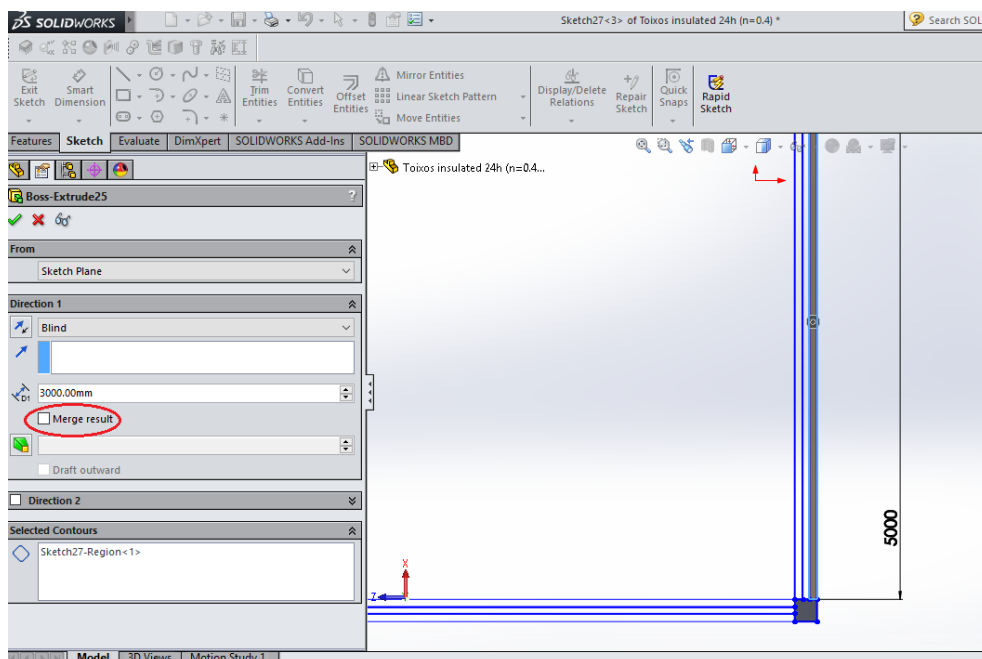 SOLIDWORKS
Sketch27<3> of Toixos insulated 24h (n=0.4) *
Search SOL
Exit Sketch
Smart Dimension
Trim Entities
Convert Entities
Offset Entities
Mirror Entities
Linear Sketch Pattern
Move Entities
Display/Delete Relations
Repair Sketch
Quick Snaps
Rapid Sketch
Features Sketch Evaluate DimXpert SOLIDWORKS Add-Ins SOLIDWORKS MBD
Toixos insulated 24h (n=0.4...
Boss-Extrude25 ?
From
Sketch Plane
Direction 1
Blind
D1 3000.00mm
Merge result
Draft outward
Direction 2
Selected Contours
Sketch27-Region<1>
5000
X
Z
Model 3D Views Motion Study 1